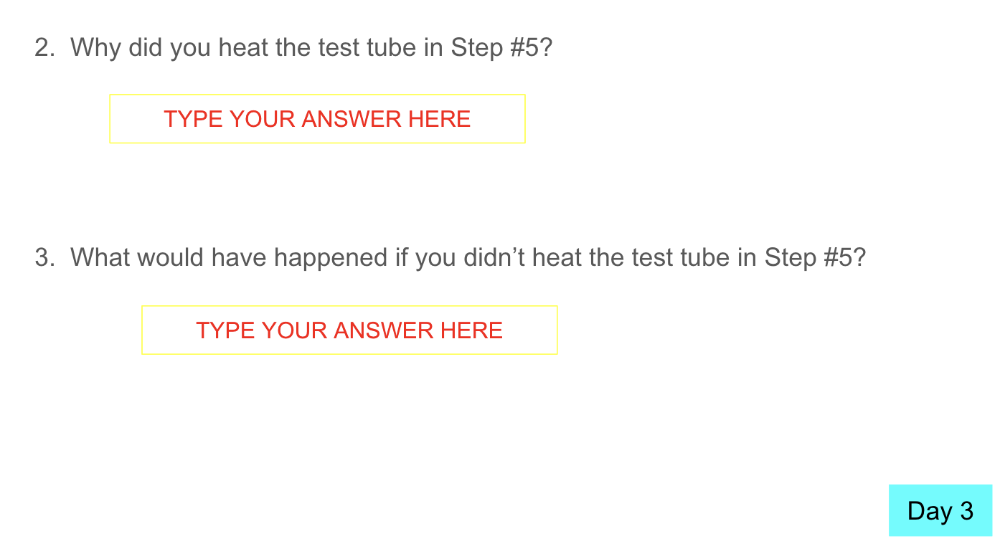 2. Why did you heat the test tube in Step #5?
TYPE YOUR ANSWER HERE
3. What would have happened if you didn’t heat the test tube in Step #5?
TYPE YOUR ANSWER HERE
Day 3